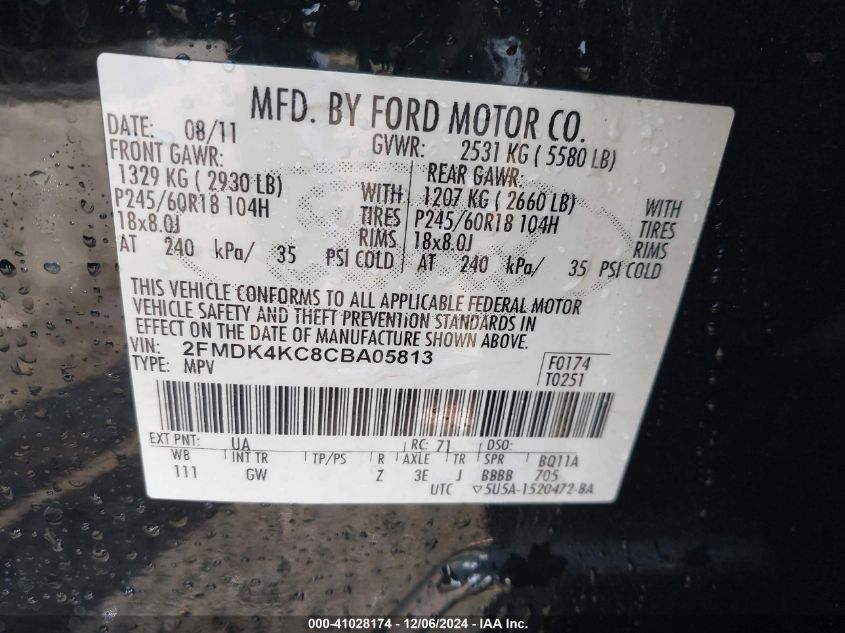 MFD. BY FORD MOTOR CO.
DATE: 08/11 GVWR: 2531 KG ( 5580 LB)
FRONT GAWR: REAR GAWR:
1329 KG ( 2930 LB) WITH 1207 KG ( 2660 LB) WITH
P245/60R18 104H TIRES P245/60R18 104H TIRES
18x8.0J RIMS 18x8.0J RIMS
AT 240 kPa/ 35 PSI COLD AT 240 kPa/ 35 PSI COLD
THIS VEHICLE CONFORMS TO ALL APPLICABLE FEDERAL MOTOR
VEHICLE SAFETY AND THEFT PREVENTION STANDARDS IN
EFFECT ON THE DATE OF MANUFACTURE SHOWN ABOVE.
VIN: 2FMDK4KC8CBA05813
TYPE: MPV
F0174
T0251
EXT PNT: UA RC: 71 DSO:
WB INT TR TP/PS R AXLE TR SPR BQ11A
111 GW Z 3E J BBBB 705
UTC ▽5U5A-1520472-BA
000-41028174 | 12/06/2024 - IAA Inc.